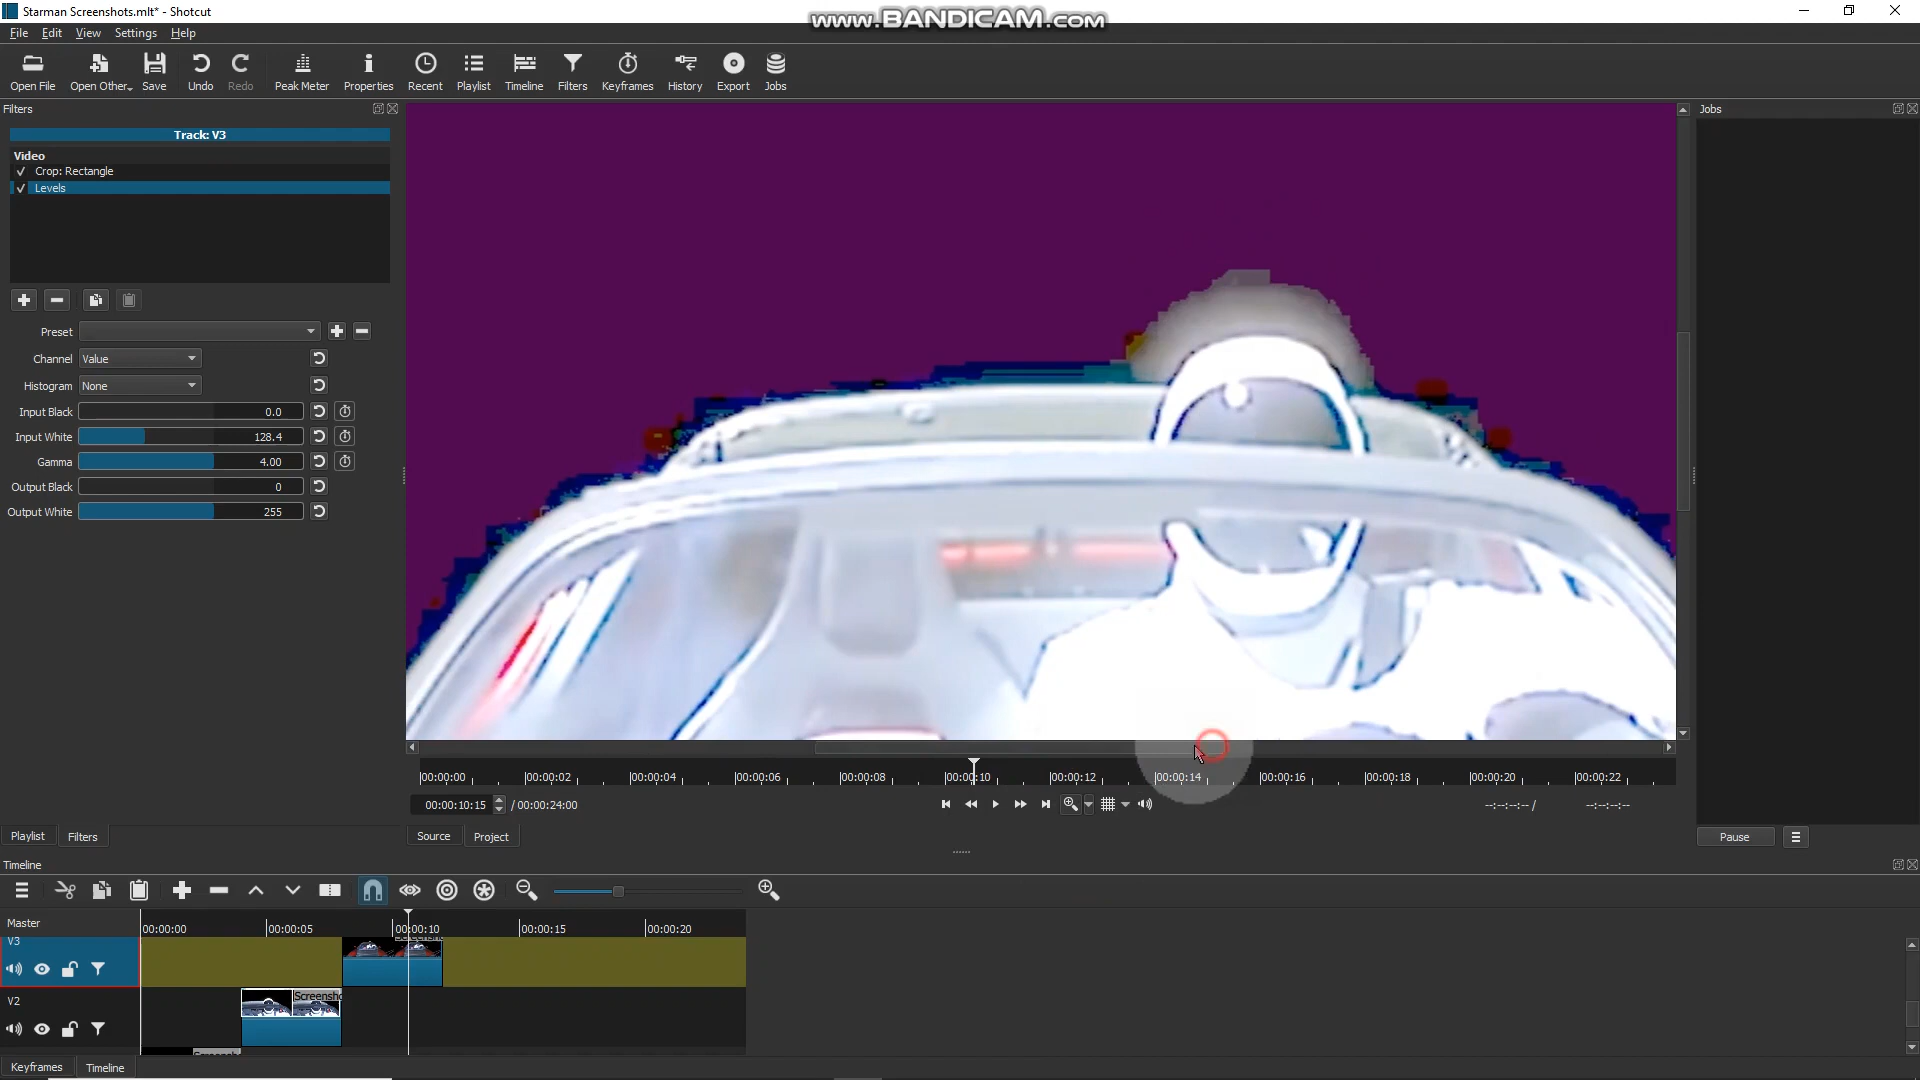 Starman Screenshots.mlt* - Shotcut
www.BANDICAM.com
File Edit View Settings Help
Open File Open Other... Save Undo Redo Peak Meter Properties Recent Playlist Timeline Filters Keyframes History Export Jobs
Filters
Jobs
Track: V3
Video
✓ Crop: Rectangle
✓ Levels
Preset
Channel Value
Histogram None
Input Black 0.0
Input White 128.4
Gamma 4.00
Output Black 0
Output White 255
00:00:00 00:00:02 00:00:04 00:00:06 00:00:08 00:00:10 00:00:12 00:00:14 00:00:16 00:00:18 00:00:20 00:00:22
00:00:10:15 / 00:00:24:00 --:--:--:-- / --:--:--:--
Playlist Filters
Source Project
Pause
Timeline
Master
00:00:00 00:00:05 00:00:10 00:00:15 00:00:20
V3
V2 Screensho
Keyframes Timeline